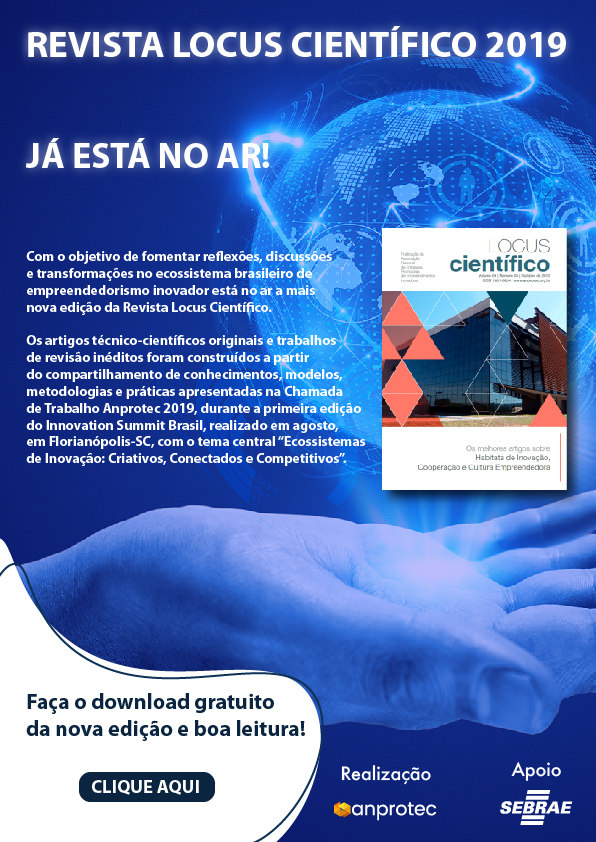 REVISTA LOCUS CIENTÍFICO 2019
JÁ ESTÁ NO AR!
Com o objetivo de fomentar reflexões, discussões
e transformações no ecossistema brasileiro de
empreendedorismo inovador está no ar a mais
nova edição da Revista Locus Científico.
Os artigos técnico-científicos originais e trabalhos
de revisão inéditos foram construídos a partir
do compartilhamento de conhecimentos, modelos,
metodologias e práticas apresentadas na Chamada
de Trabalho Anprotec 2019, durante a primeira edição
do Innovation Summit Brasil, realizado em agosto,
em Florianópolis-SC, com o tema central “Ecossistemas
de Inovação: Criativos, Conectados e Competitivos”.
LOCUS
científico
Os melhores artigos sobre
Habitats de Inovação,
Cooperação e Cultura Empreendedora
Faça o download gratuito
da nova edição e boa leitura!
CLIQUE AQUI
Realização
anprotec
Apoio
SEBRAE